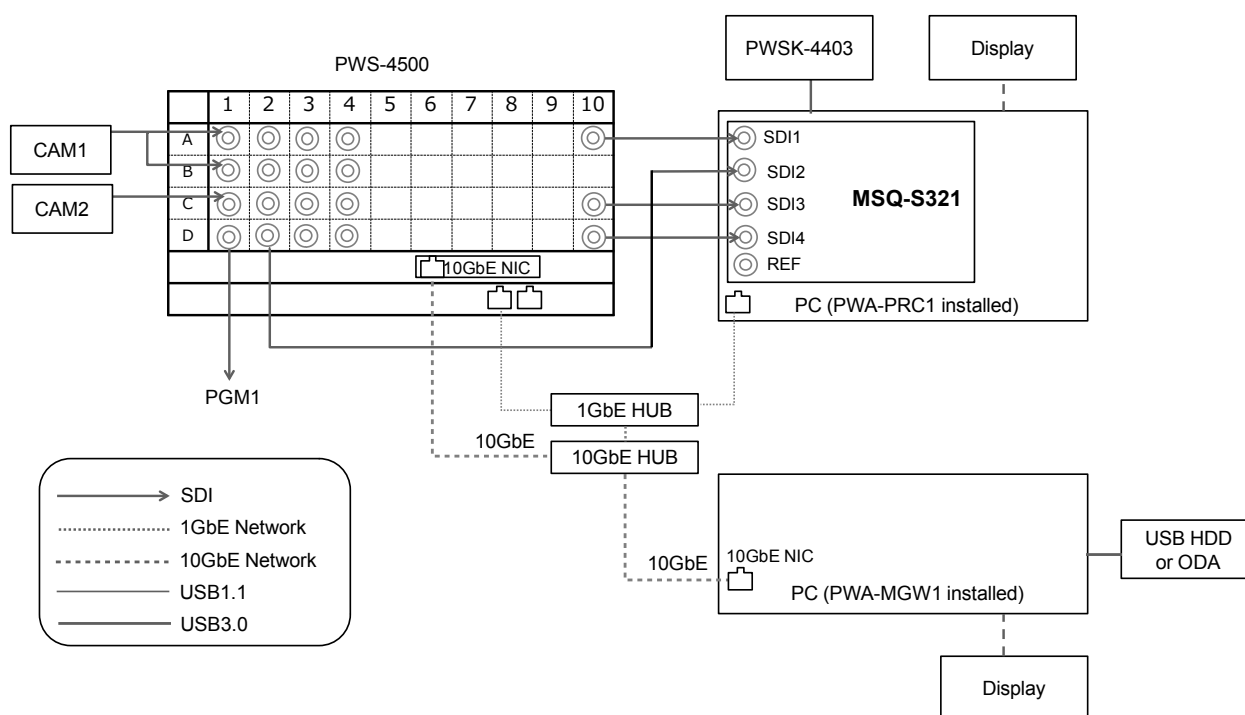 PWSK-4403
Display
PWS-4500
1 2 3 4 5 6 7 8 9 10
A
B
C
D
CAM1
CAM2
10GbE NIC
SDI1
SDI2
SDI3
SDI4
REF
MSQ-S321
PC (PWA-PRC1 installed)
PGM1
1GbE HUB
10GbE
10GbE HUB
SDI
1GbE Network
10GbE Network
USB1.1
USB3.0
10GbE
10GbE NIC
PC (PWA-MGW1 installed)
USB HDD
or ODA
Display